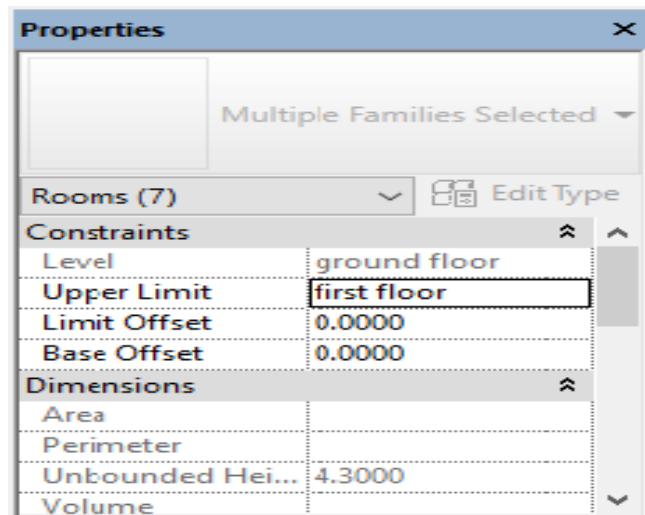 Properties
Multiple Families Selected
Rooms (7) Edit Type
Constraints
Level ground floor
Upper Limit first floor
Limit Offset 0.0000
Base Offset 0.0000
Dimensions
Area
Perimeter
Unbounded Hei... 4.3000
Volume